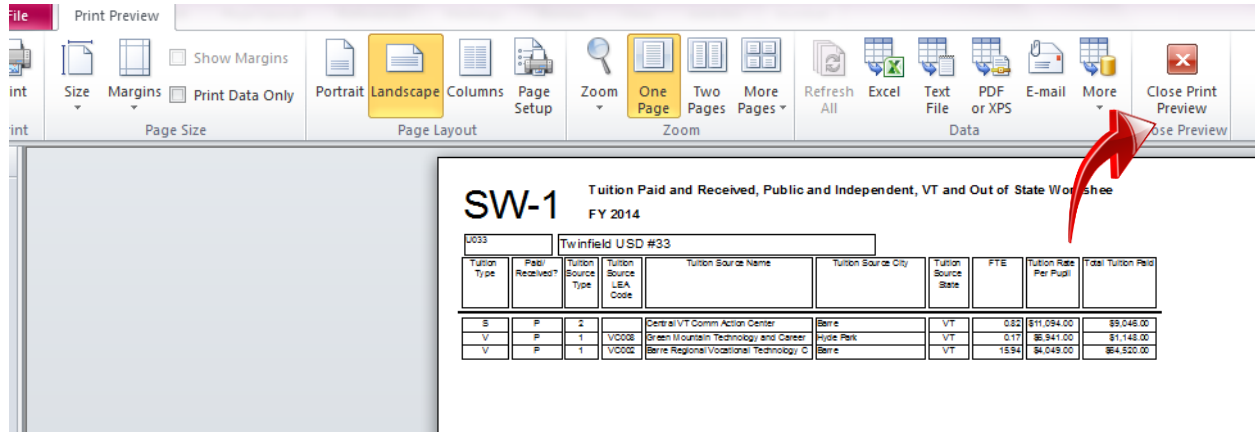 File Print Preview
int Size Margins Show Margins Print Data Only Portrait Landscape Columns Page Setup Zoom One Page Two Pages More Pages Refresh All Excel Text File PDF or XPS E-mail More Close Print Preview
int Page Size Page Layout Zoom Data ose Preview
SW-1 Tuition Paid and Received, Public and Independent, VT and Out of State Wor shee
FY 2014
U033 Twinfield USD #33
Tuition Type Paid/ Received? Tuition Source Type Tuition Source LEA Code Tuition Source Name Tuition Source City Tuition Source State FTE Tuition Rate Per Pupil Total Tuition Paid
S P 2 Central VT Comm Action Center Barre VT 0.82 $11,094.00 $9,046.00
V P 1 VC008 Green Mountain Technology and Career Hyde Park VT 0.17 $6,941.00 $1,148.00
V P 1 VC002 Barre Regional Vocational Technology C Barre VT 15.94 $4,049.00 $64,520.00